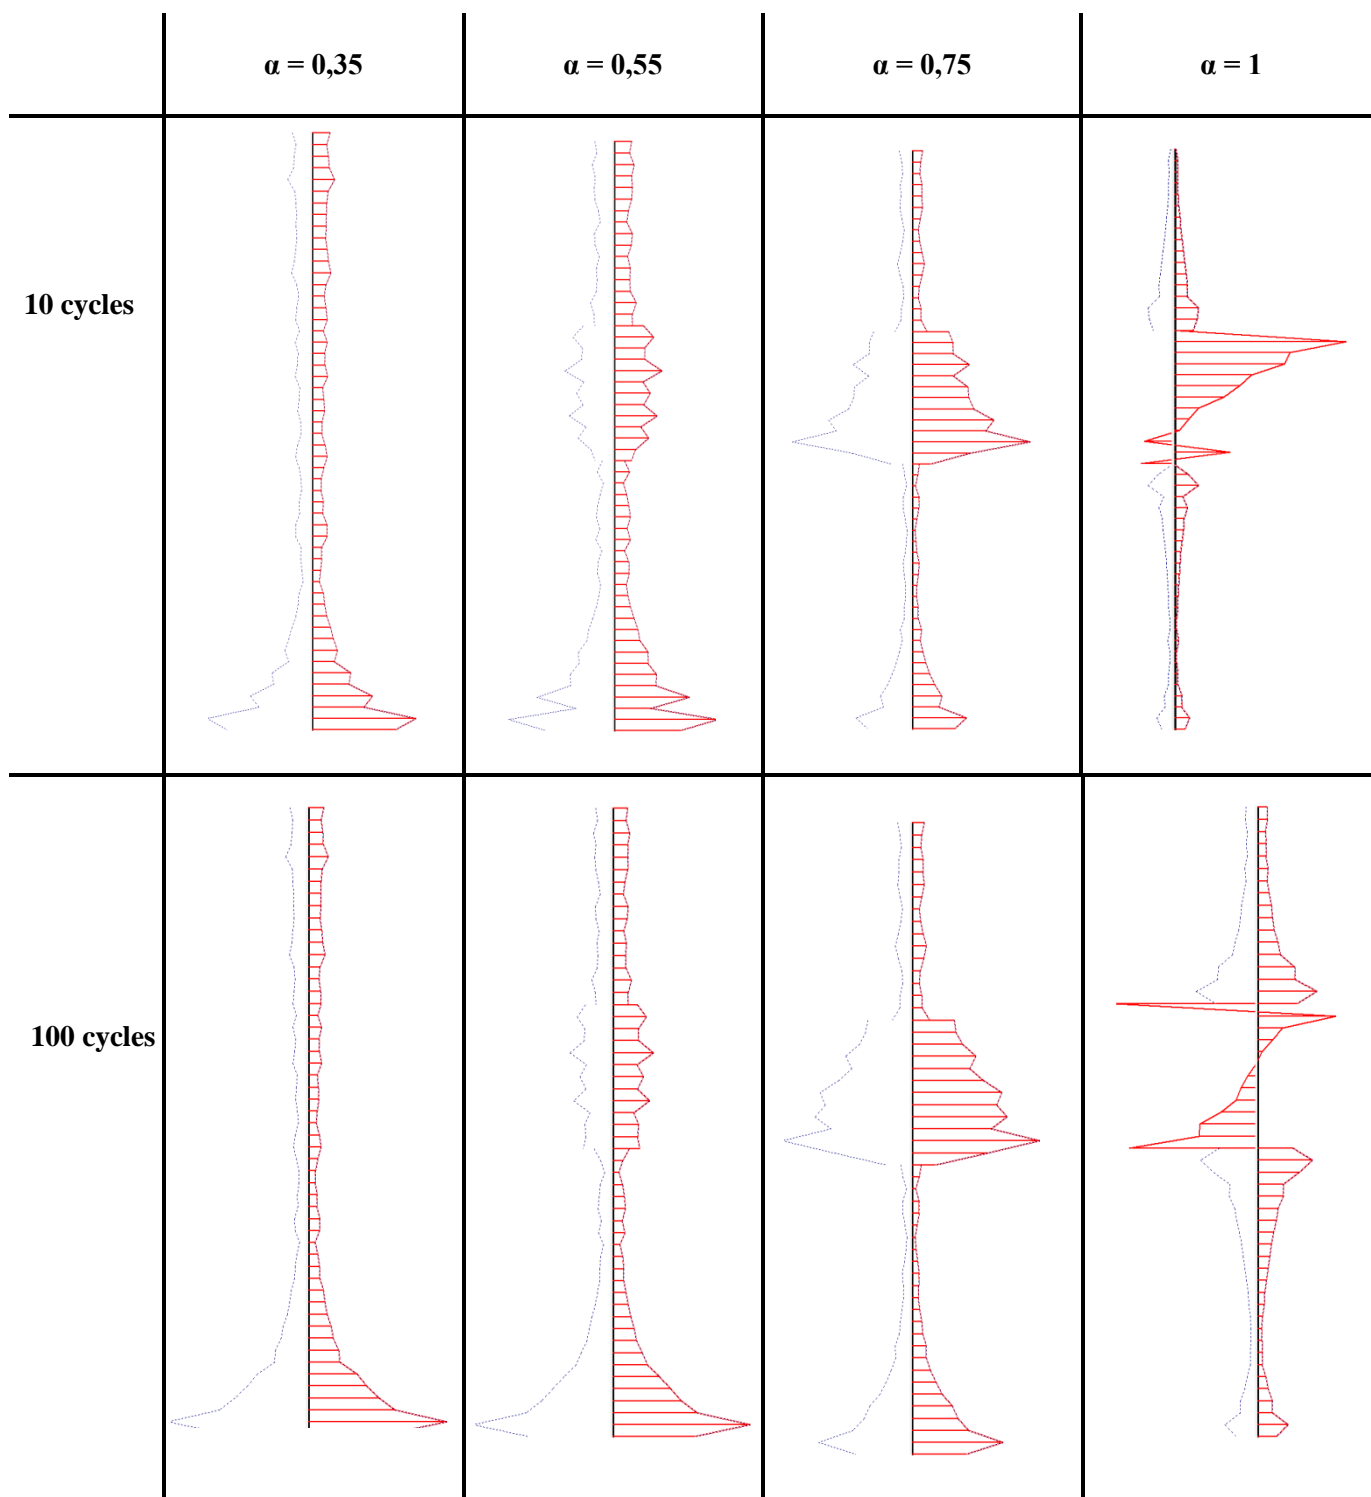 α = 0,35
α = 0,55
α = 0,75
α = 1
10 cycles
100 cycles